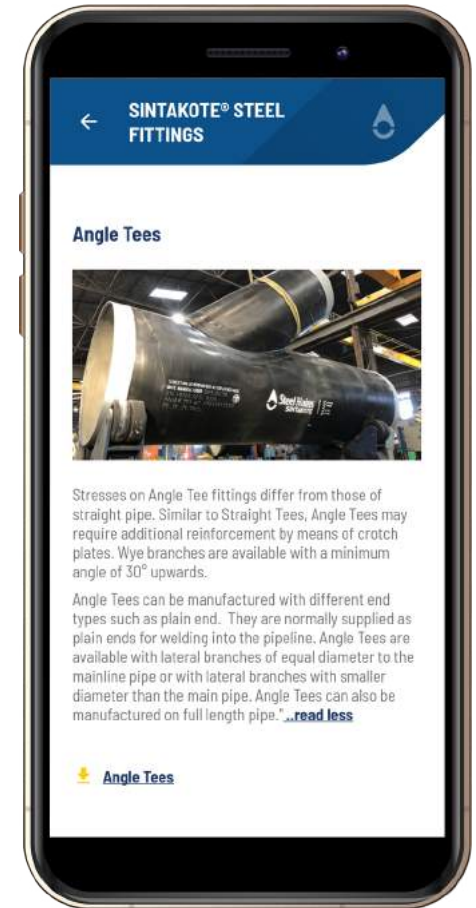 SINTAKOTE® STEEL
FITTINGS
Angle Tees
Steel Mains
SINTAKOTE
Stresses on Angle Tee fittings differ from those of
straight pipe. Similar to Straight Tees, Angle Tees may
require additional reinforcement by means of crotch
plates. Wye branches are available with a minimum
angle of 30° upwards.
Angle Tees can be manufactured with different end
types such as plain end.  They are normally supplied as
plain ends for welding into the pipeline. Angle Tees are
available with lateral branches of equal diameter to the
mainline pipe or with lateral branches with smaller
diameter than the main pipe. Angle Tees can also be
manufactured on full length pipe."...read less
Angle Tees